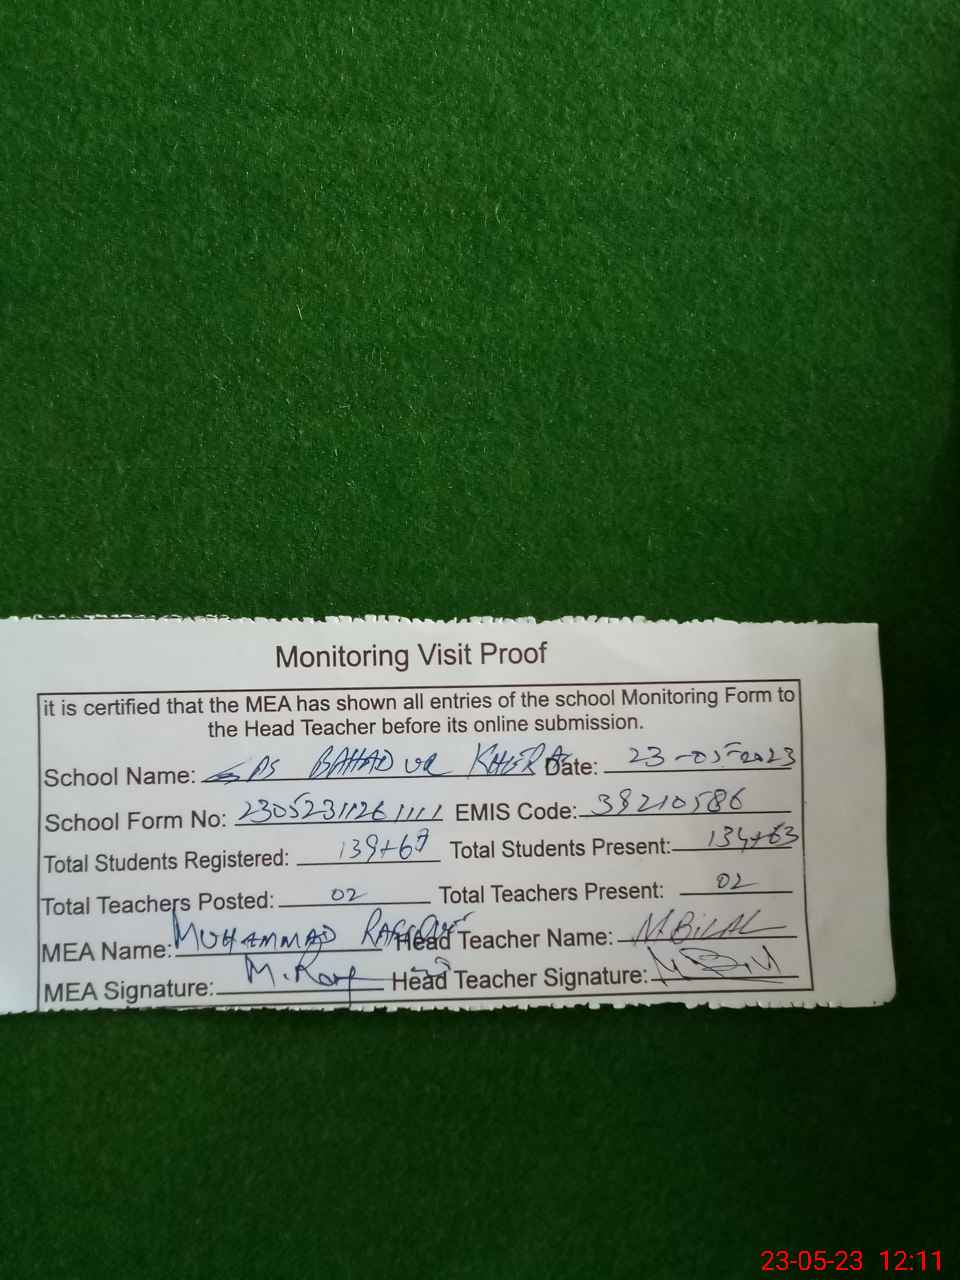 Monitoring Visit Proof
it is certified that the MEA has shown all entries of the school Monitoring Form to
the Head Teacher before its online submission.
School Name: GPS BAHADUR KHERA Date: 23-05-2023
School Form No: 2305231126 1111 EMIS Code: 38210586
Total Students Registered: 139+67 Total Students Present: 134+63
Total Teachers Posted: 02 Total Teachers Present: 02
MEA Name: MUHAMMAD Head Teacher Name: M.BILAL
MEA Signature: Head Teacher Signature:
23-05-23 12:11